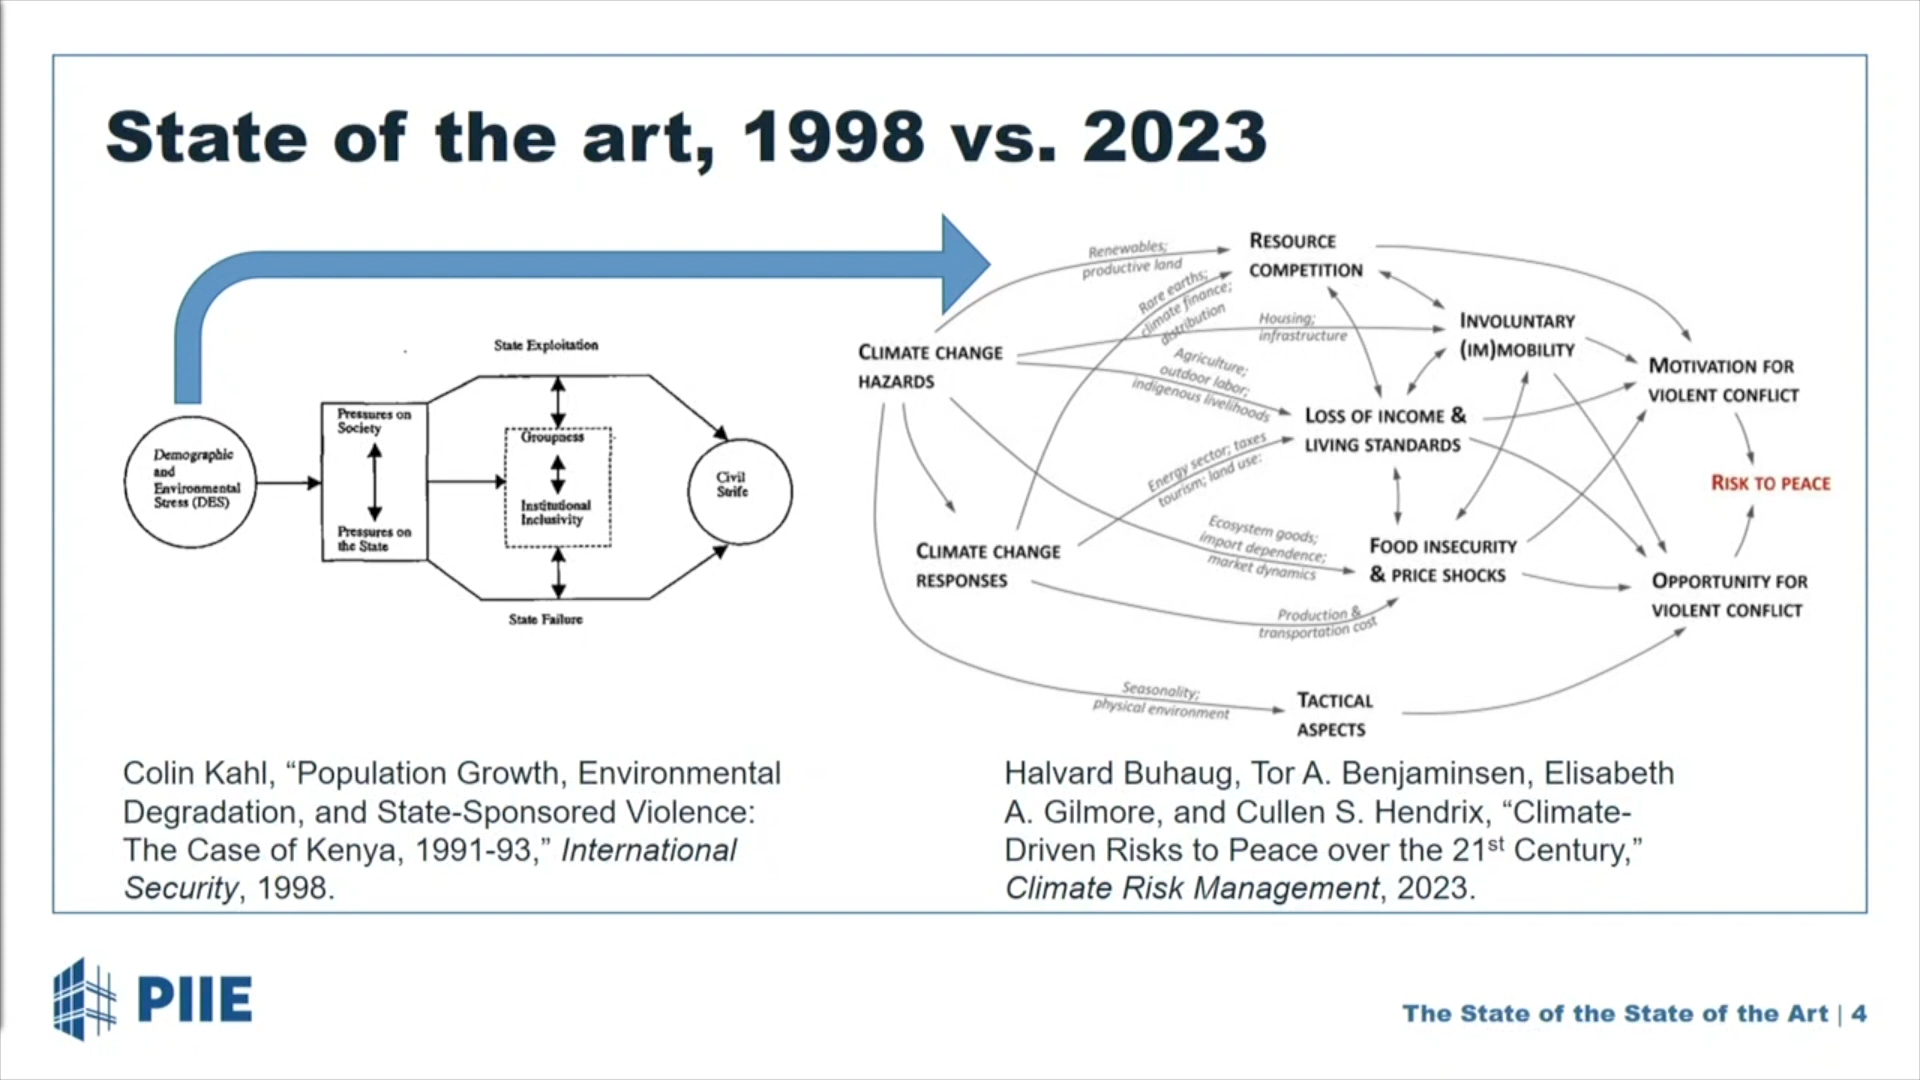 State of the art, 1998 vs. 2023
State Exploitation
Demographic
and
Environmental
Stress (DES)
Pressures on
Society
Pressures on
the State
Groupness
Institutional
Inclusivity
Civil
Strife
State Failure
CLIMATE CHANGE
HAZARDS
CLIMATE CHANGE
RESPONSES
Renewables;
productive land
Rare earths;
climate finance;
distribution
Housing;
infrastructure
Agriculture;
outdoor labor;
indigenous livelihoods
Energy sector; taxes
tourism; land use:
Ecosystem goods;
import dependence;
market dynamics
Production &
transportation cost
Seasonality;
physical environment
RESOURCE
COMPETITION
INVOLUNTARY
(IM)MOBILITY
LOSS OF INCOME &
LIVING STANDARDS
FOOD INSECURITY
& PRICE SHOCKS
TACTICAL
ASPECTS
MOTIVATION FOR
VIOLENT CONFLICT
RISK TO PEACE
OPPORTUNITY FOR
VIOLENT CONFLICT
Colin Kahl, “Population Growth, Environmental
Degradation, and State-Sponsored Violence:
The Case of Kenya, 1991-93,” International
Security, 1998.
Halvard Buhaug, Tor A. Benjaminsen, Elisabeth
A. Gilmore, and Cullen S. Hendrix, “Climate-
Driven Risks to Peace over the 21st Century,”
Climate Risk Management, 2023.
PIIE
The State of the State of the Art | 4